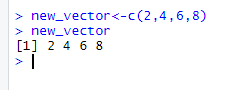 > new_vector<-c(2,4,6,8)
> new_vector
[1] 2 4 6 8
>